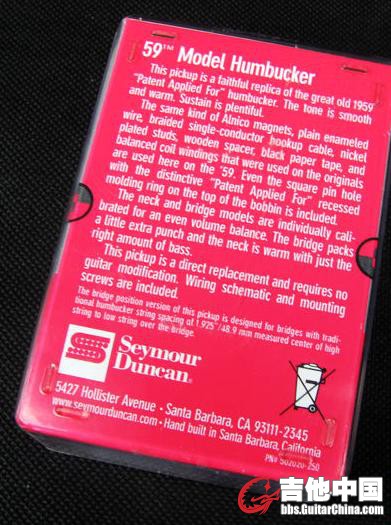 59™ Model Humbucker
This pickup is a faithful replica of the great old 1959
"Patent Applied For" humbucker. The tone is smooth
and warm. Sustain is plentiful.
The same kind of Alnico magnets, plain enameled
wire, braided single-conductor hookup cable, nickel
plated studs, wooden spacer, black paper tape, and
balanced coil windings that were used on the originals
are used here on the '59. Even the square pin hole
with the distinctive "Patent Applied For" recessed
molding ring on the top of the bobbin is included.
The neck and bridge models are individually cali-
brated for an even volume balance. The bridge packs
a little extra punch and the neck is warm with just the
right amount of bass.
This pickup is a direct replacement and requires no
guitar modification. Wiring schematic and mounting
screws are included.
The bridge position version of this pickup is designed for bridges with tradi-
tional humbucker string spacing of 1.925"/48.9 mm measured center of high
string to low string over the bridge.
Seymour
Duncan®
5427 Hollister Avenue • Santa Barbara, CA 93111-2345
www.seymourduncan.com • Hand built in Santa Barbara, California
PN# 502020-250
吉他中国
bbs.GuitarChina.com